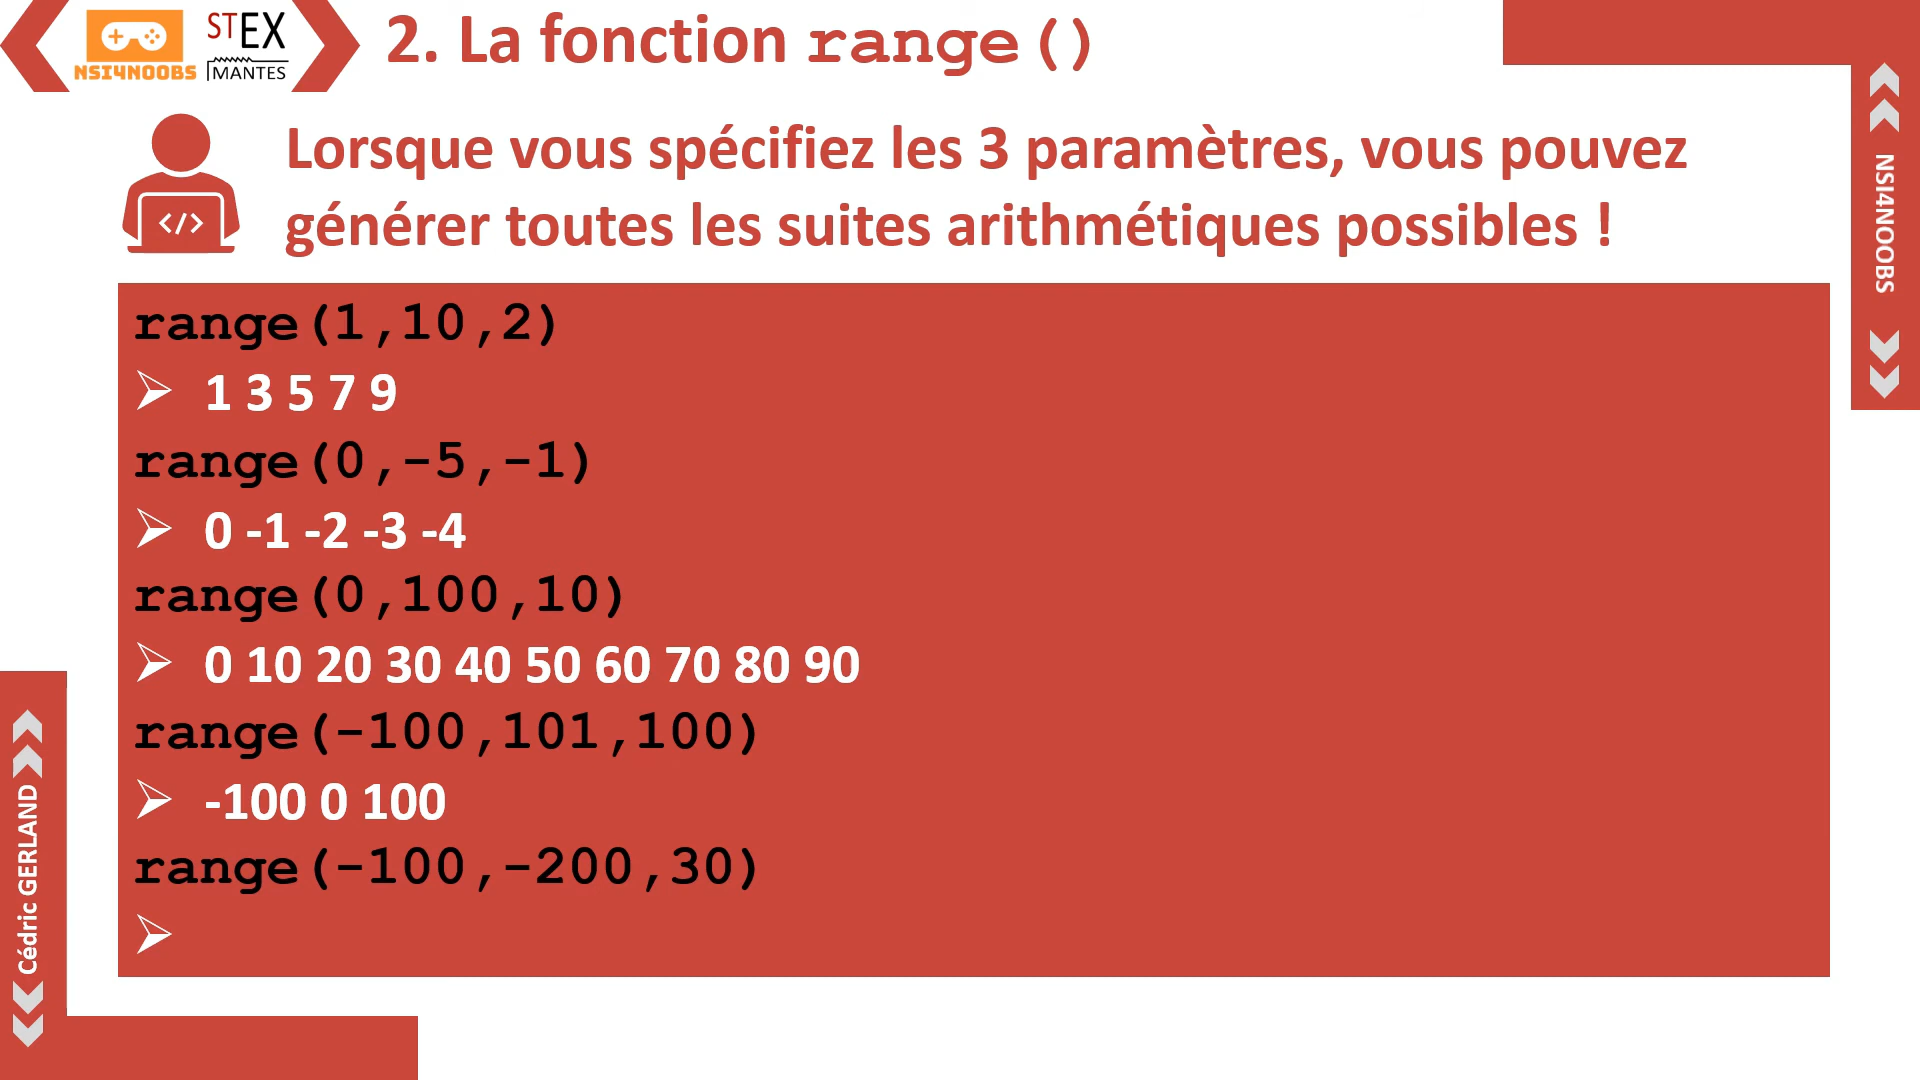 NSI4NOOBS
STEX
MANTES
2. La fonction range()
Lorsque vous spécifiez les 3 paramètres, vous pouvez
générer toutes les suites arithmétiques possibles !
</>
range(1,10,2)
➢ 1 3 5 7 9
range(0,-5,-1)
➢ 0 -1 -2 -3 -4
range(0,100,10)
➢ 0 10 20 30 40 50 60 70 80 90
range(-100,101,100)
➢ -100 0 100
range(-100,-200,30)
➢
NSI4NOOBS
Cédric GERLAND